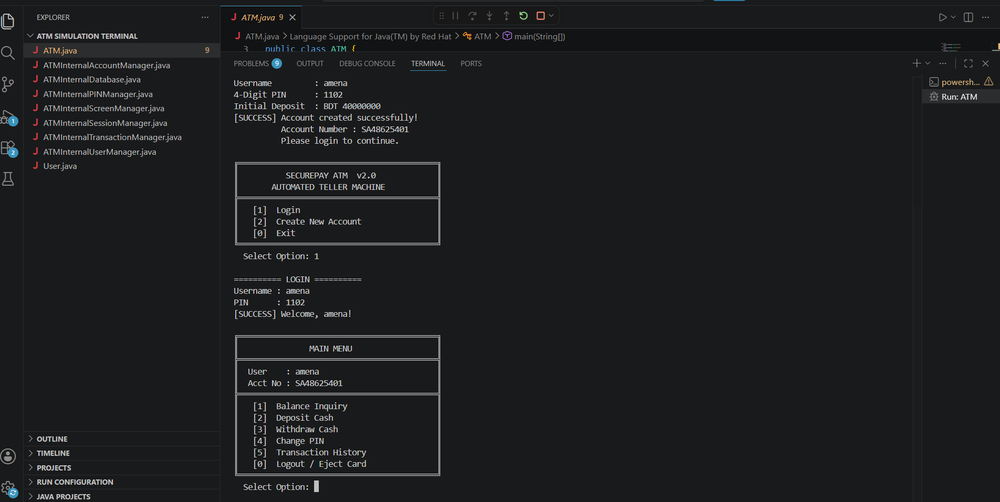 EXPLORER ...
ATM SIMULATION TERMINAL
ATM.java 9
ATMInternalAccountManager.java
ATMInternalDatabase.java
ATMInternalPINManager.java
ATMInternalScreenManager.java
ATMInternalSessionManager.java
ATMInternalTransactionManager.java
ATMInternalUserManager.java
User.java
OUTLINE
TIMELINE
PROJECTS
RUN CONFIGURATION
JAVA PROJECTS
1
2
ATM.java 9
ATM.java > Language Support for Java(TM) by Red Hat > ATM > main(String[])
3 public class ATM {
PROBLEMS 9 OUTPUT DEBUG CONSOLE TERMINAL PORTS
Username : amena
4-Digit PIN : 1102
Initial Deposit : BDT 40000000
[SUCCESS] Account created successfully!
Account Number : SA48625401
Please login to continue.
SECUREPAY ATM v2.0
AUTOMATED TELLER MACHINE
[1] Login
[2] Create New Account
[0] Exit
Select Option: 1
========== LOGIN ==========
Username : amena
PIN : 1102
[SUCCESS] Welcome, amena!
MAIN MENU
User : amena
Acct No : SA48625401
[1] Balance Inquiry
[2] Deposit Cash
[3] Withdraw Cash
[4] Change PIN
[5] Transaction History
[0] Logout / Eject Card
Select Option:
powersh...
Run: ATM